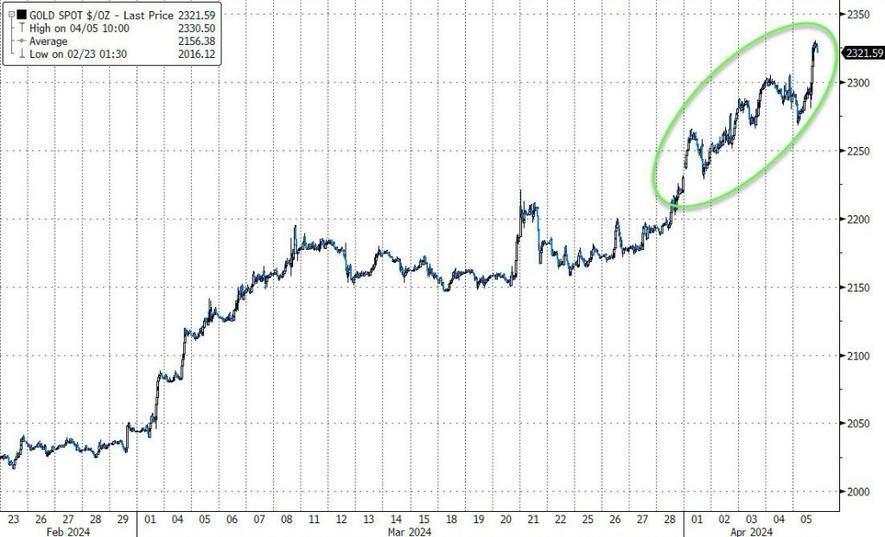 GOLD SPOT $/OZ - Last Price 2321.59
High on 04/05 10:00 2330.50
Average 2156.38
Low on 02/23 01:30 2016.12
2350
2321.59
2300
2250
2200
2150
2100
2050
2000
23 26 27 28 29 01 04 05 06 07 08 11 12 13 14 15 18 19 20 21 22 25 26 27 28 01 02 03 04 05
Feb 2024 Mar 2024 Apr 2024